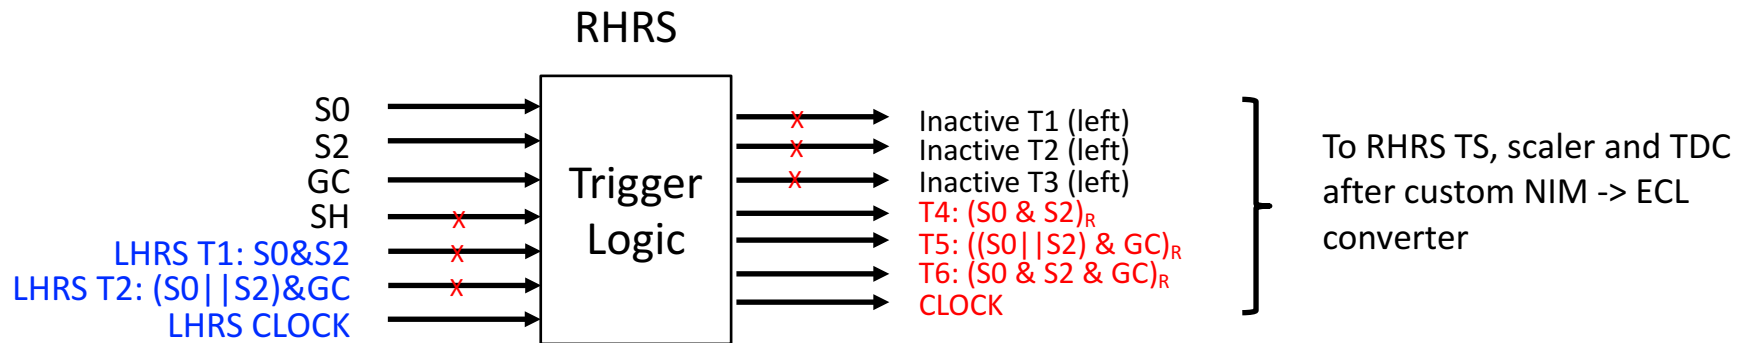 RHRS
S0
S2
GC
SH
LHRS T1: S0&S2
LHRS T2: (S0||S2)&GC
LHRS CLOCK
X
X
X
Trigger
Logic
X
X
X
Inactive T1 (left)
Inactive T2 (left)
Inactive T3 (left)
T4: (S0 & S2)R
T5: ((S0||S2) & GC)R
T6: (S0 & S2 & GC)R
CLOCK
To RHRS TS, scaler and TDC
after custom NIM -> ECL
converter